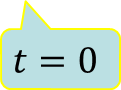 t = 0